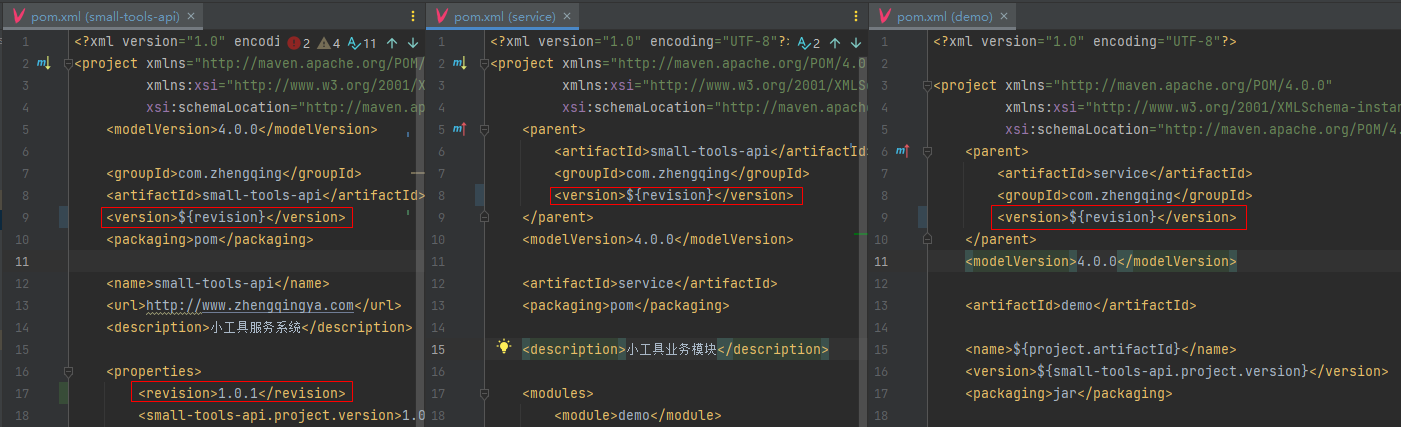 pom.xml (small-tools-api)
1 <?xml version="1.0" encodi 2 4 11
2 <project xmlns="http://maven.apache.org/POM/
3 xmlns:xsi="http://www.w3.org/2001/X
4 xsi:schemaLocation="http://maven.ap
5 <modelVersion>4.0.0</modelVersion>
6
7 <groupId>com.zhengqing</groupId>
8 <artifactId>small-tools-api</artifactId>
9 <version>${revision}</version>
10 <packaging>pom</packaging>
11
12 <name>small-tools-api</name>
13 <url>http://www.zhengqingya.com</url>
14 <description>小工具服务系统</description>
15
16 <properties>
17 <revision>1.0.1</revision>
18 <small-tools-api.project.version>1.0
pom.xml (service)
1 <?xml version="1.0" encoding="UTF-8"?> 2
2 <project xmlns="http://maven.apache.org/POM/4.0
3 xmlns:xsi="http://www.w3.org/2001/XMLSc
4 xsi:schemaLocation="http://maven.apache
5 <parent>
6 <artifactId>small-tools-api</artifactId>
7 <groupId>com.zhengqing</groupId>
8 <version>${revision}</version>
9 </parent>
10 <modelVersion>4.0.0</modelVersion>
11
12 <artifactId>service</artifactId>
13 <packaging>pom</packaging>
14
15 <description>小工具业务模块</description>
16
17 <modules>
18 <module>demo</module>
pom.xml (demo)
1 <?xml version="1.0" encoding="UTF-8"?>
2
3 <project xmlns="http://maven.apache.org/POM/4.0.0"
4 xmlns:xsi="http://www.w3.org/2001/XMLSchema-instan
5 xsi:schemaLocation="http://maven.apache.org/POM/4.
6 <parent>
7 <artifactId>service</artifactId>
8 <groupId>com.zhengqing</groupId>
9 <version>${revision}</version>
10 </parent>
11 <modelVersion>4.0.0</modelVersion>
12
13 <artifactId>demo</artifactId>
14
15 <name>${project.artifactId}</name>
16 <version>${small-tools-api.project.version}</version>
17 <packaging>jar</packaging>
18